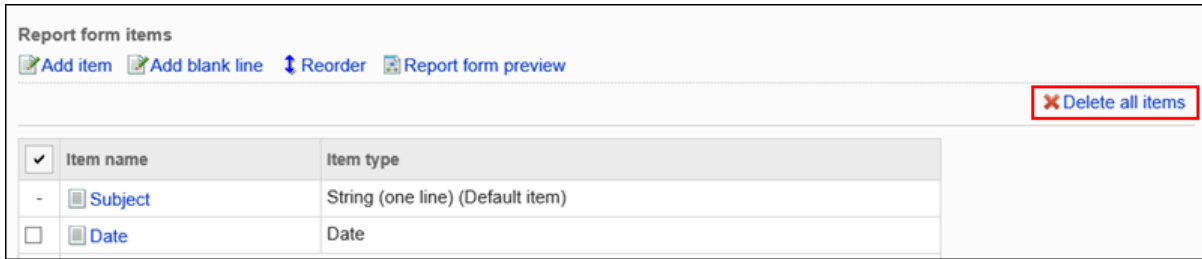 Report form items
Add item Add blank line Reorder Report form preview
Delete all items
Item name Item type
- Subject String (one line) (Default item)
Date Date